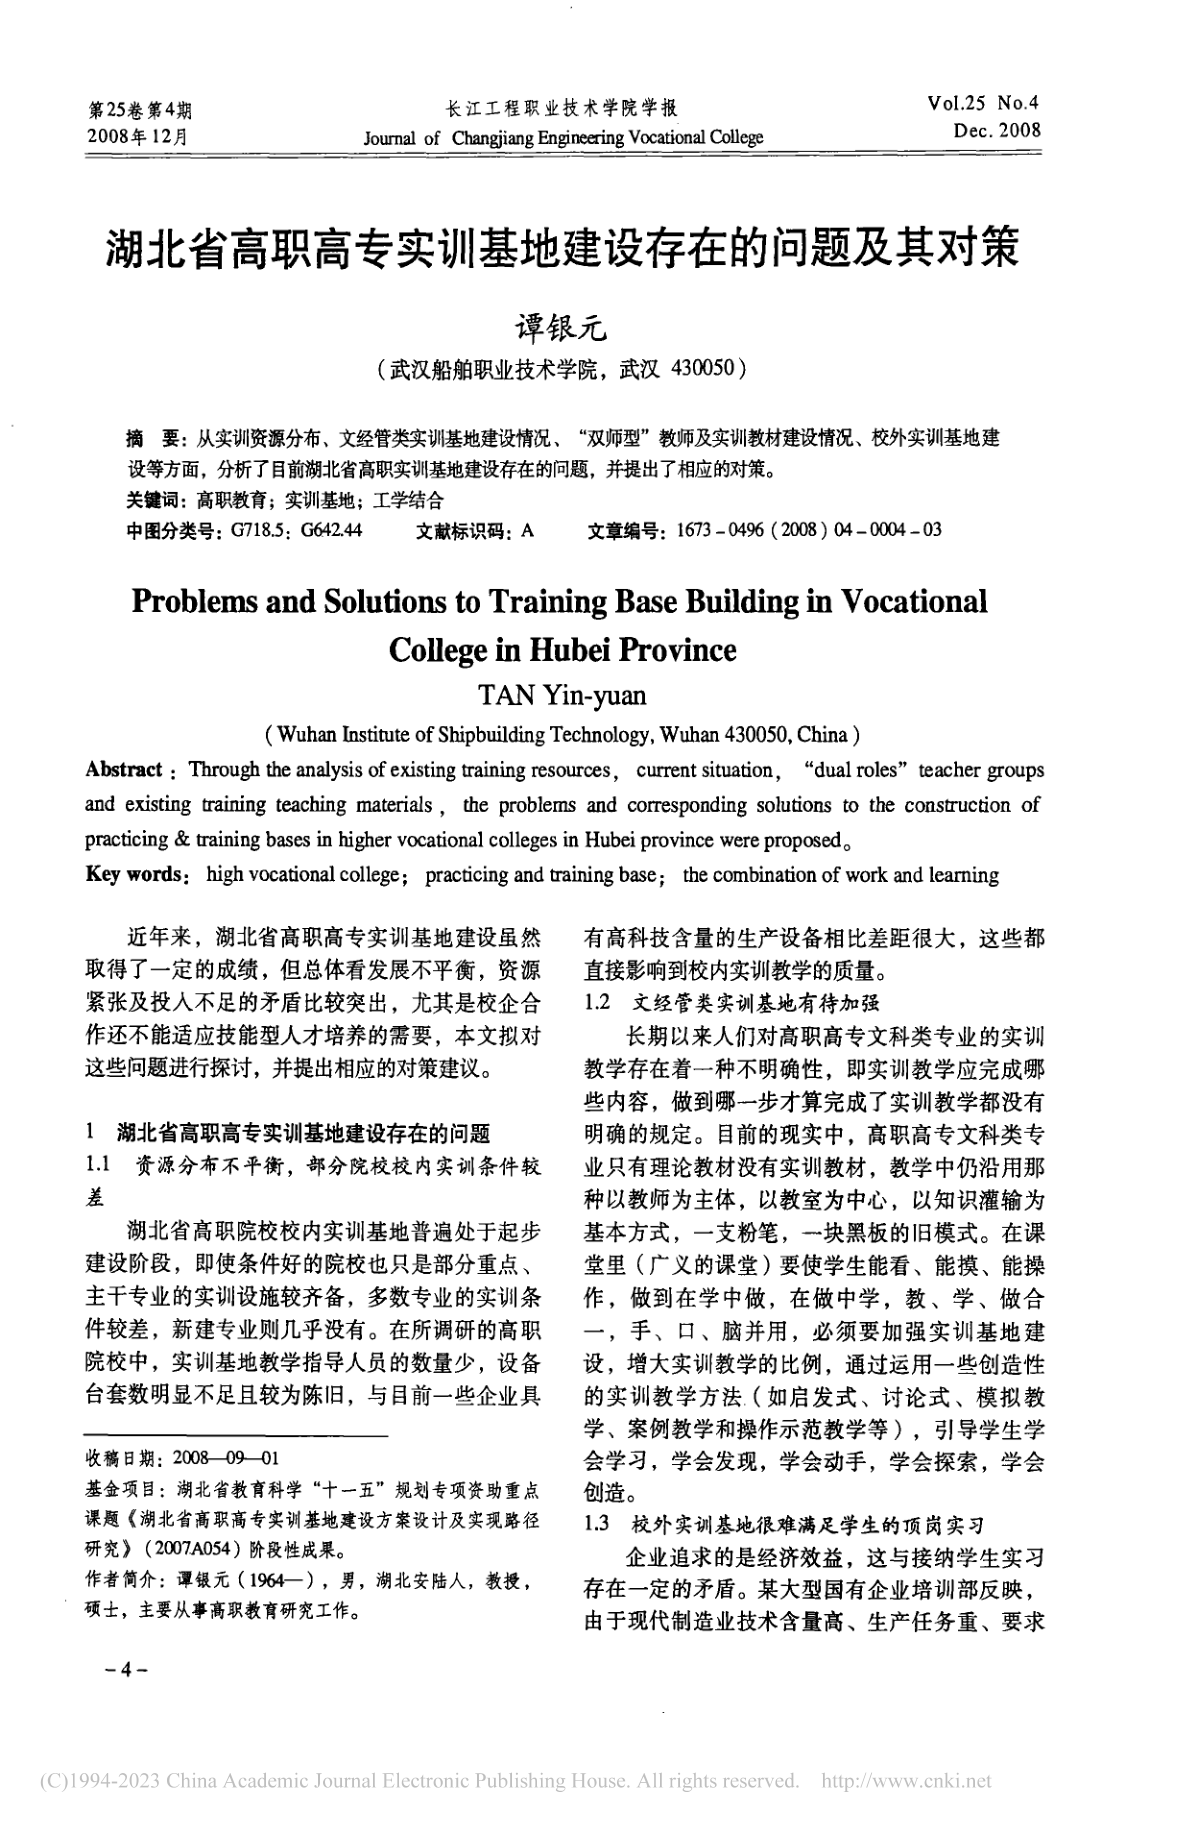 第25卷第4期
2008年12月
长江工程职业技术学院学报
Journal of Changjiang Engineering Vocational College
Vol.25 No.4
Dec. 2008
湖北省高职高专实训基地建设存在的问题及其对策
谭银元
(武汉船舶职业技术学院，武汉 430050)
摘 要：从实训资源分布、文经管类实训基地建设情况、“双师型”教师及实训教材建设情况、校外实训基地建
设等方面，分析了目前湖北省高职实训基地建设存在的问题，并提出了相应的对策。
关键词：高职教育；实训基地；工学结合
中图分类号：G718.5；G642.44 文献标识码：A 文章编号：1673-0496(2008)04-0004-03
Problems and Solutions to Training Base Building in Vocational
College in Hubei Province
TAN Yin-yuan
(Wuhan Institute of Shipbuilding Technology, Wuhan 430050, China)
Abstract： Through the analysis of existing training resources， current situation， “dual roles” teacher groups
and existing training teaching materials， the problems and corresponding solutions to the construction of
practicing & training bases in higher vocational colleges in Hubei province were proposed。
Key words： high vocational college； practicing and training base； the combination of work and learning
近年来，湖北省高职高专实训基地建设虽然
取得了一定的成绩，但总体看发展不平衡，资源
紧张及投入不足的矛盾比较突出，尤其是校企合
作还不能适应技能型人才培养的需要，本文拟对
这些问题进行探讨，并提出相应的对策建议。
1 湖北省高职高专实训基地建设存在的问题
1.1 资源分布不平衡，部分院校校内实训条件较
差
湖北省高职院校校内实训基地普遍处于起步
建设阶段，即使条件好的院校也只是部分重点、
主干专业的实训设施较齐备，多数专业的实训条
件较差，新建专业则几乎没有。在所调研的高职
院校中，实训基地教学指导人员的数量少，设备
台套数明显不足且较为陈旧，与目前一些企业具
收稿日期：2008—09—01
基金项目：湖北省教育科学“十一五”规划专项资助重点
课题《湖北省高职高专实训基地建设方案设计及实现路径
研究》(2007A054)阶段性成果。
作者简介：谭银元(1964—)，男，湖北安陆人，教授，
硕士，主要从事高职教育研究工作。
-4-
有高科技含量的生产设备相比差距很大，这些都
直接影响到校内实训教学的质量。
1.2 文经管类实训基地有待加强
长期以来人们对高职高专文科类专业的实训
教学存在着一种不明确性，即实训教学应完成哪
些内容，做到哪一步才算完成了实训教学都没有
明确的规定。目前的现实中，高职高专文科类专
业只有理论教材没有实训教材，教学中仍沿用那
种以教师为主体，以教室为中心，以知识灌输为
基本方式，一支粉笔，一块黑板的旧模式。在课
堂里(广义的课堂)要使学生能看、能摸、能操
作，做到在学中做，在做中学，教、学、做合
一，手、口、脑并用，必须要加强实训基地建
设，增大实训教学的比例，通过运用一些创造性
的实训教学方法(如启发式、讨论式、模拟教
学、案例教学和操作示范教学等)，引导学生学
会学习，学会发现，学会动手，学会探索，学会
创造。
1.3 校外实训基地很难满足学生的顶岗实习
企业追求的是经济效益，这与接纳学生实习
存在一定的矛盾。某大型国有企业培训部反映，
由于现代制造业技术含量高、生产任务重、要求
(C)1994-2023 China Academic Journal Electronic Publishing House. All rights reserved. http://www.cnki.net